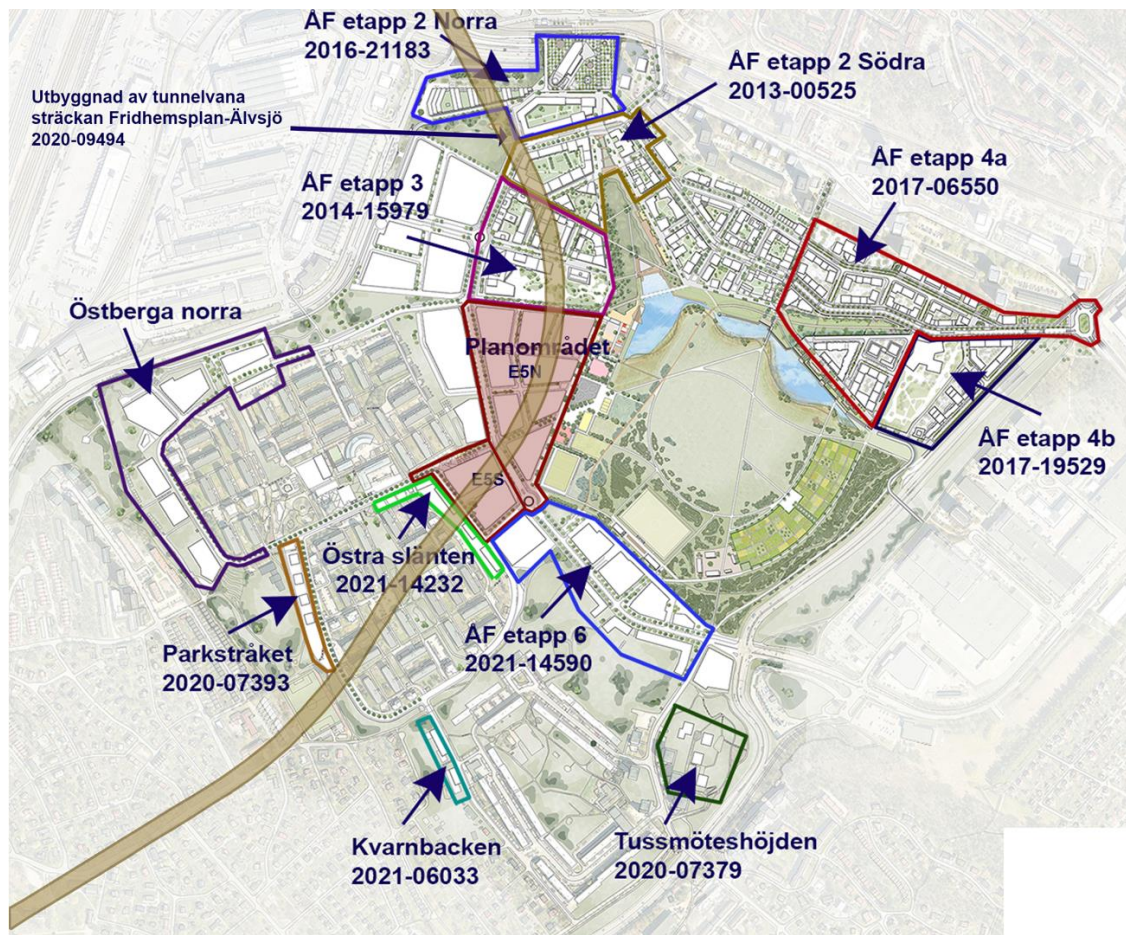 ÅF etapp 2 Norra
2016-21183
ÅF etapp 2 Södra
2013-00525
Utbyggnad av tunnelvana
sträckan Fridhemsplan-Älvsjö
2020-09494
ÅF etapp 4a
2017-06550
ÅF etapp 3
2014-15979
Östberga norra
Planområdet
E5N
ÅF etapp 4b
2017-19529
E5S
Östra slänten
2021-14232
ÅF etapp 6
2021-14590
Parkstråket
2020-07393
Kvarnbacken
2021-06033
Tussmöteshöjden
2020-07379